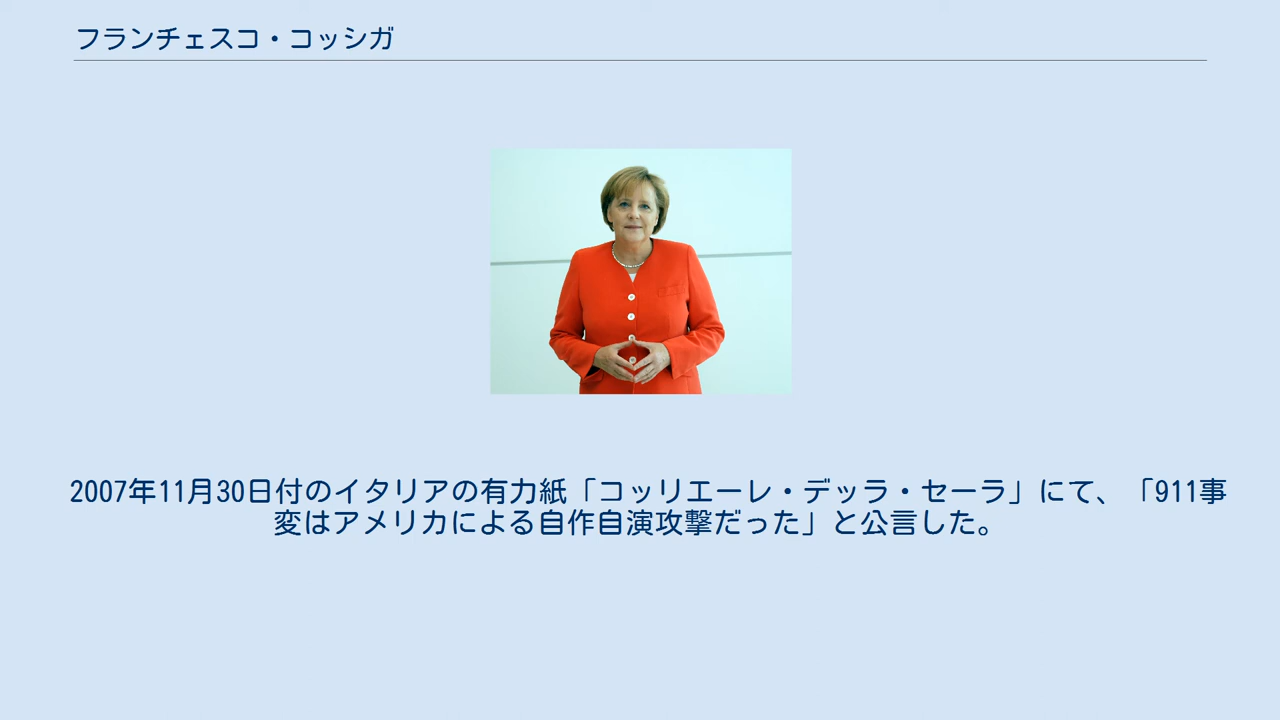 フランチェスコ・コッシガ
2007年11月30日付のイタリアの有力紙「コッリエーレ・デッラ・セーラ」にて、「911事
変はアメリカによる自作自演攻撃だった」と公言した。